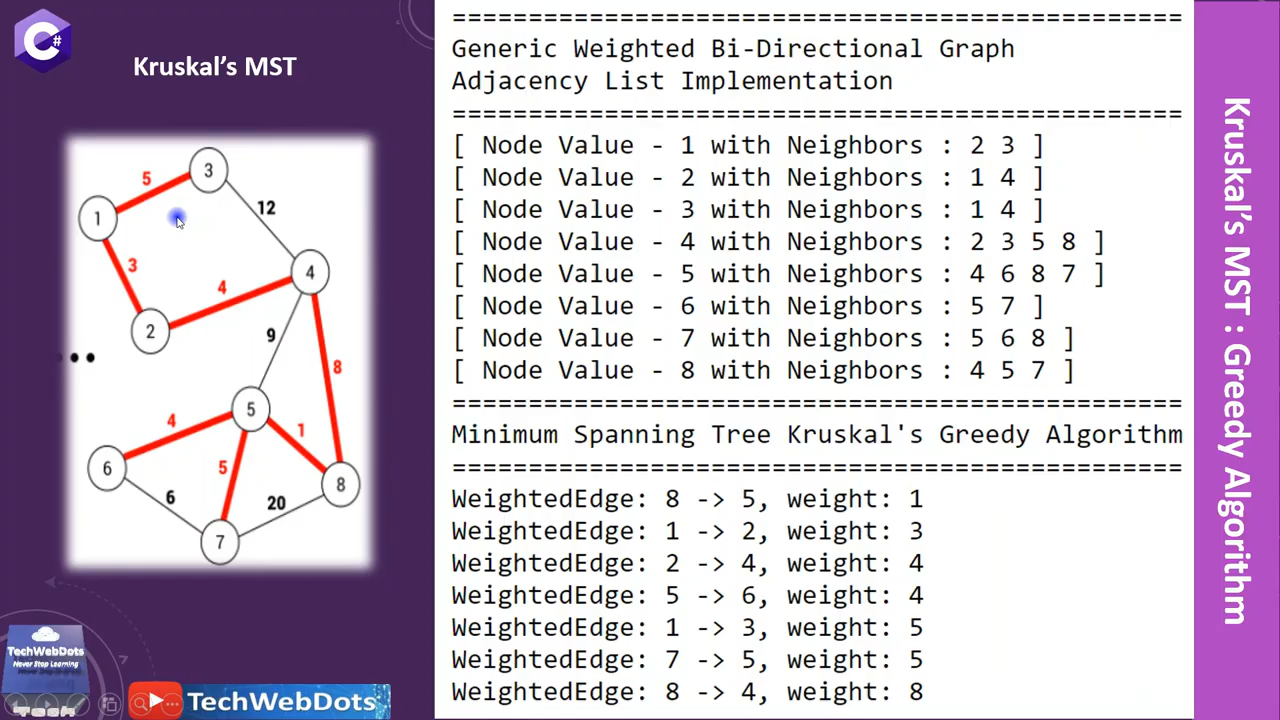 C#
Kruskal's MST
5
3
12
1
3
4
4
2
9
8
5
4
1
5
6
8
6
20
7
TechWebDots
Never Stop Learning
TechWebDots
==============================================
Generic Weighted Bi-Directional Graph
Adjacency List Implementation
==============================================
[ Node Value - 1 with Neighbors : 2 3 ]
[ Node Value - 2 with Neighbors : 1 4 ]
[ Node Value - 3 with Neighbors : 1 4 ]
[ Node Value - 4 with Neighbors : 2 3 5 8 ]
[ Node Value - 5 with Neighbors : 4 6 8 7 ]
[ Node Value - 6 with Neighbors : 5 7 ]
[ Node Value - 7 with Neighbors : 5 6 8 ]
[ Node Value - 8 with Neighbors : 4 5 7 ]
==============================================
Minimum Spanning Tree Kruskal's Greedy Algorithm
==============================================
WeightedEdge: 8 -> 5, weight: 1
WeightedEdge: 1 -> 2, weight: 3
WeightedEdge: 2 -> 4, weight: 4
WeightedEdge: 5 -> 6, weight: 4
WeightedEdge: 1 -> 3, weight: 5
WeightedEdge: 7 -> 5, weight: 5
WeightedEdge: 8 -> 4, weight: 8
Kruskal's MST : Greedy Algorithm